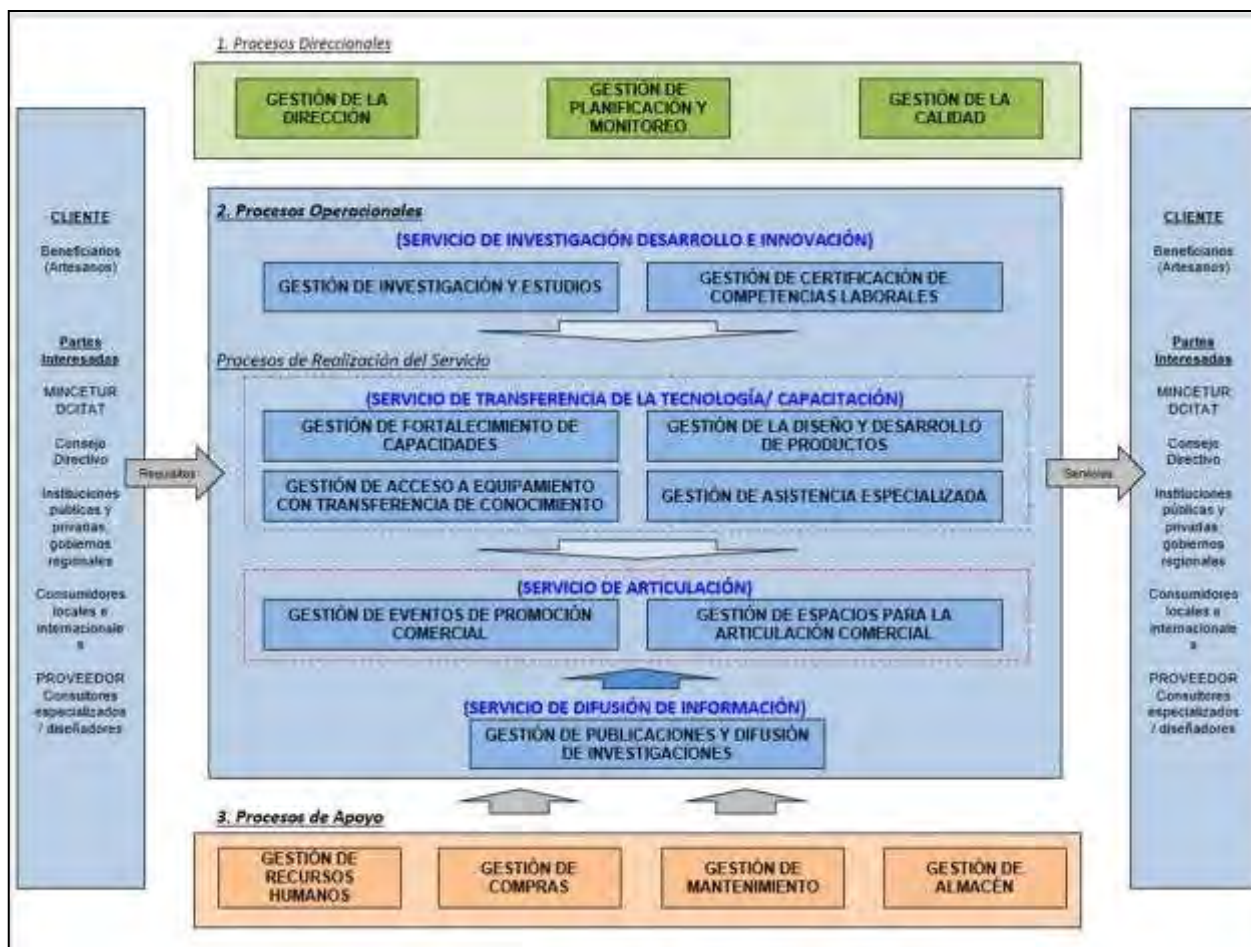 1. Procesos Direccionales
GESTIÓN DE LA
DIRECCIÓN
GESTIÓN DE
PLANIFICACIÓN Y
MONITOREO
GESTIÓN DE LA
CALIDAD
CLIENTE
Beneficiarios
(Artesanos)
Partes
Interesadas
MINCETUR
DCITAT
Consejo
Directivo
Instituciones
públicas y
privadas,
gobiernos
regionales
Consumidores
locales e
internacionale
s
PROVEEDOR
Consultores
especializados
/ diseñadores
Requisitos
2. Procesos Operacionales
(SERVICIO DE INVESTIGACIÓN DESARROLLO E INNOVACIÓN)
GESTIÓN DE INVESTIGACIÓN Y ESTUDIOS
GESTIÓN DE CERTIFICACIÓN DE
COMPETENCIAS LABORALES
Procesos de Realización del Servicio
(SERVICIO DE TRANSFERENCIA DE LA TECNOLOGÍA/ CAPACITACIÓN)
GESTIÓN DE FORTALECIMIENTO DE
CAPACIDADES
GESTIÓN DE LA DISEÑO Y DESARROLLO
DE PRODUCTOS
GESTIÓN DE ACCESO A EQUIPAMIENTO
CON TRANSFERENCIA DE CONOCIMIENTO
GESTIÓN DE ASISTENCIA ESPECIALIZADA
(SERVICIO DE ARTICULACIÓN)
GESTIÓN DE EVENTOS DE PROMOCIÓN
COMERCIAL
GESTIÓN DE ESPACIOS PARA LA
ARTICULACIÓN COMERCIAL
(SERVICIO DE DIFUSIÓN DE INFORMACIÓN)
GESTIÓN DE PUBLICACIONES Y DIFUSIÓN
DE INVESTIGACIONES
Servicios
CLIENTE
Beneficiarios
(Artesanos)
Partes
Interesadas
MINCETUR
DCITAT
Consejo
Directivo
Instituciones
públicas y
privadas,
gobiernos
regionales
Consumidores
locales e
internacionale
s
PROVEEDOR
Consultores
especializados
/ diseñadores
3. Procesos de Apoyo
GESTIÓN DE
RECURSOS
HUMANOS
GESTIÓN DE
COMPRAS
GESTIÓN DE
MANTENIMIENTO
GESTIÓN DE
ALMACÉN